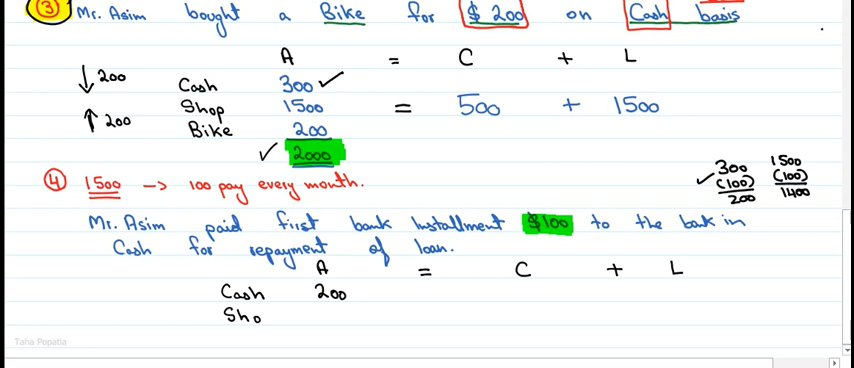 ③ Mr. Asim bought a Bike for $200 on Cash basis
A = C + L
↓ 200 Cash 300 ✓
↑ 200 Shop 1500 = 500 + 1500
Bike 200
✓ 2000
④ 1500 → 100 pay every month.
300 1500
✓ (100) (100)
200 1400
Mr. Asim paid first bank Installment $100 to the bank in
Cash for repayment of loan.
A = C + L
Cash 200
Sho
Taha Popatia